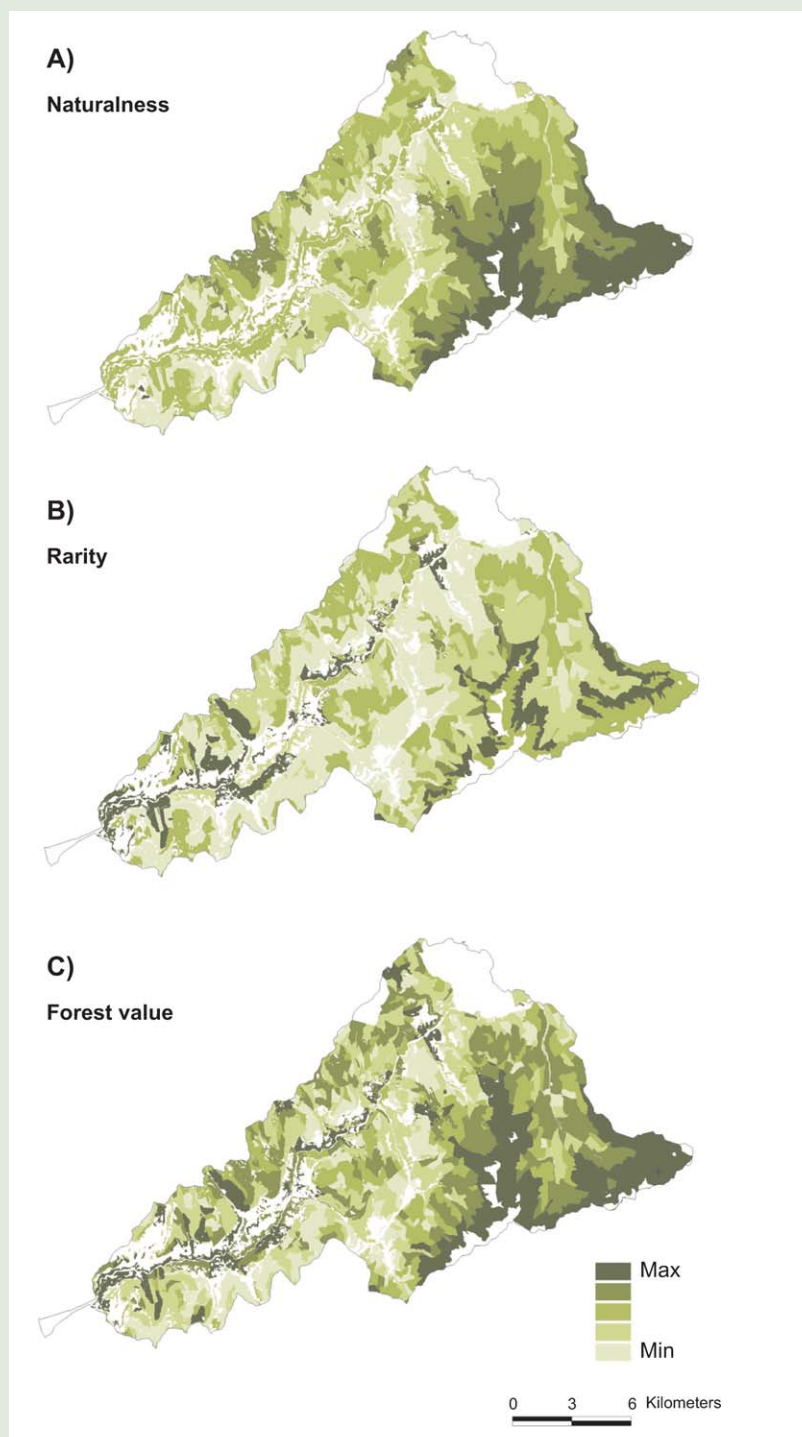 A)
Naturalness
B)
Rarity
C)
Forest value
Max
Min
0 3 6 Kilometers